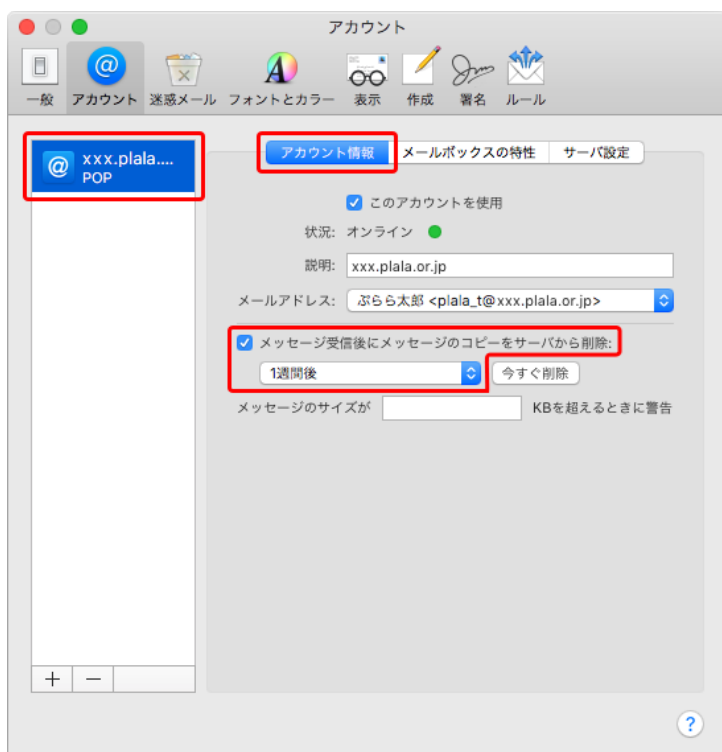 アカウント
一般 アカウント 迷惑メール フォントとカラー 表示 作成 署名 ルール
xxx.plala....
POP
アカウント情報 メールボックスの特性 サーバ設定
このアカウントを使用
状況: オンライン
説明: xxx.plala.or.jp
メールアドレス: ぷらら太郎 <plala_t@xxx.plala.or.jp>
メッセージ受信後にメッセージのコピーをサーバから削除:
1週間後 今すぐ削除
メッセージのサイズが KBを超えるときに警告